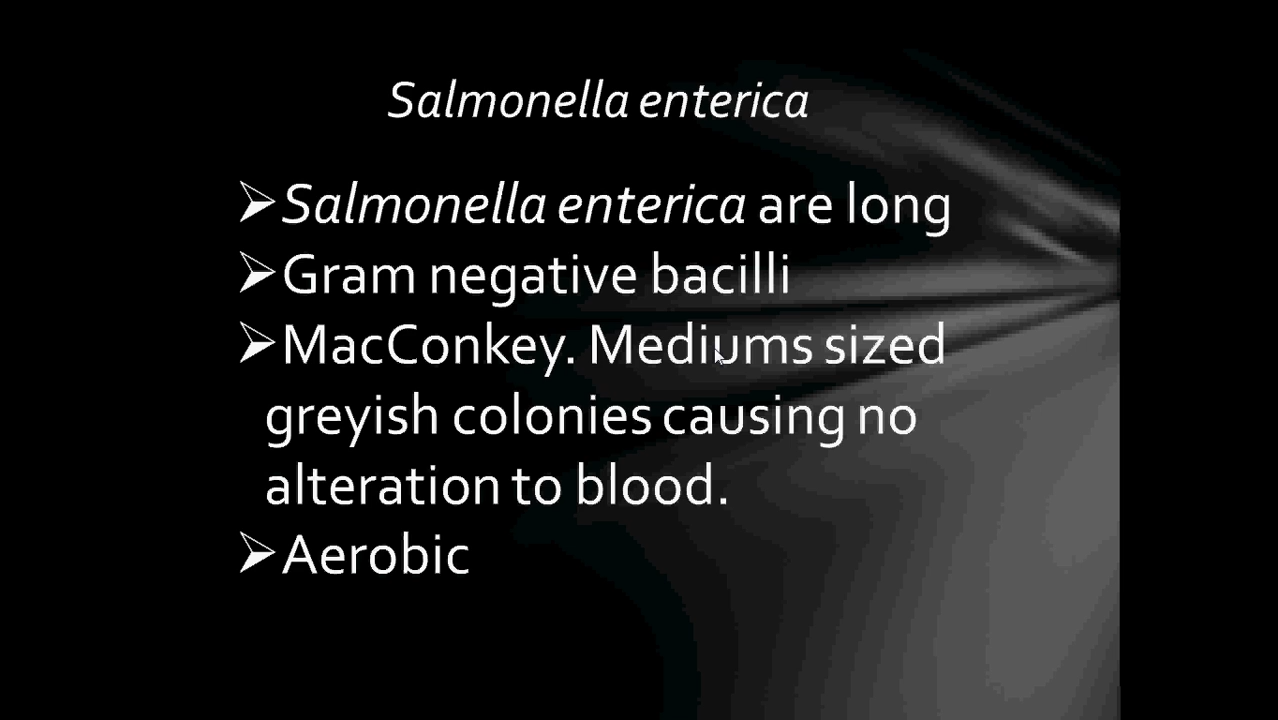 Salmonella enterica
➢Salmonella enterica are long
➢Gram negative bacilli
➢MacConkey. Mediums sized
greyish colonies causing no
alteration to blood.
➢Aerobic